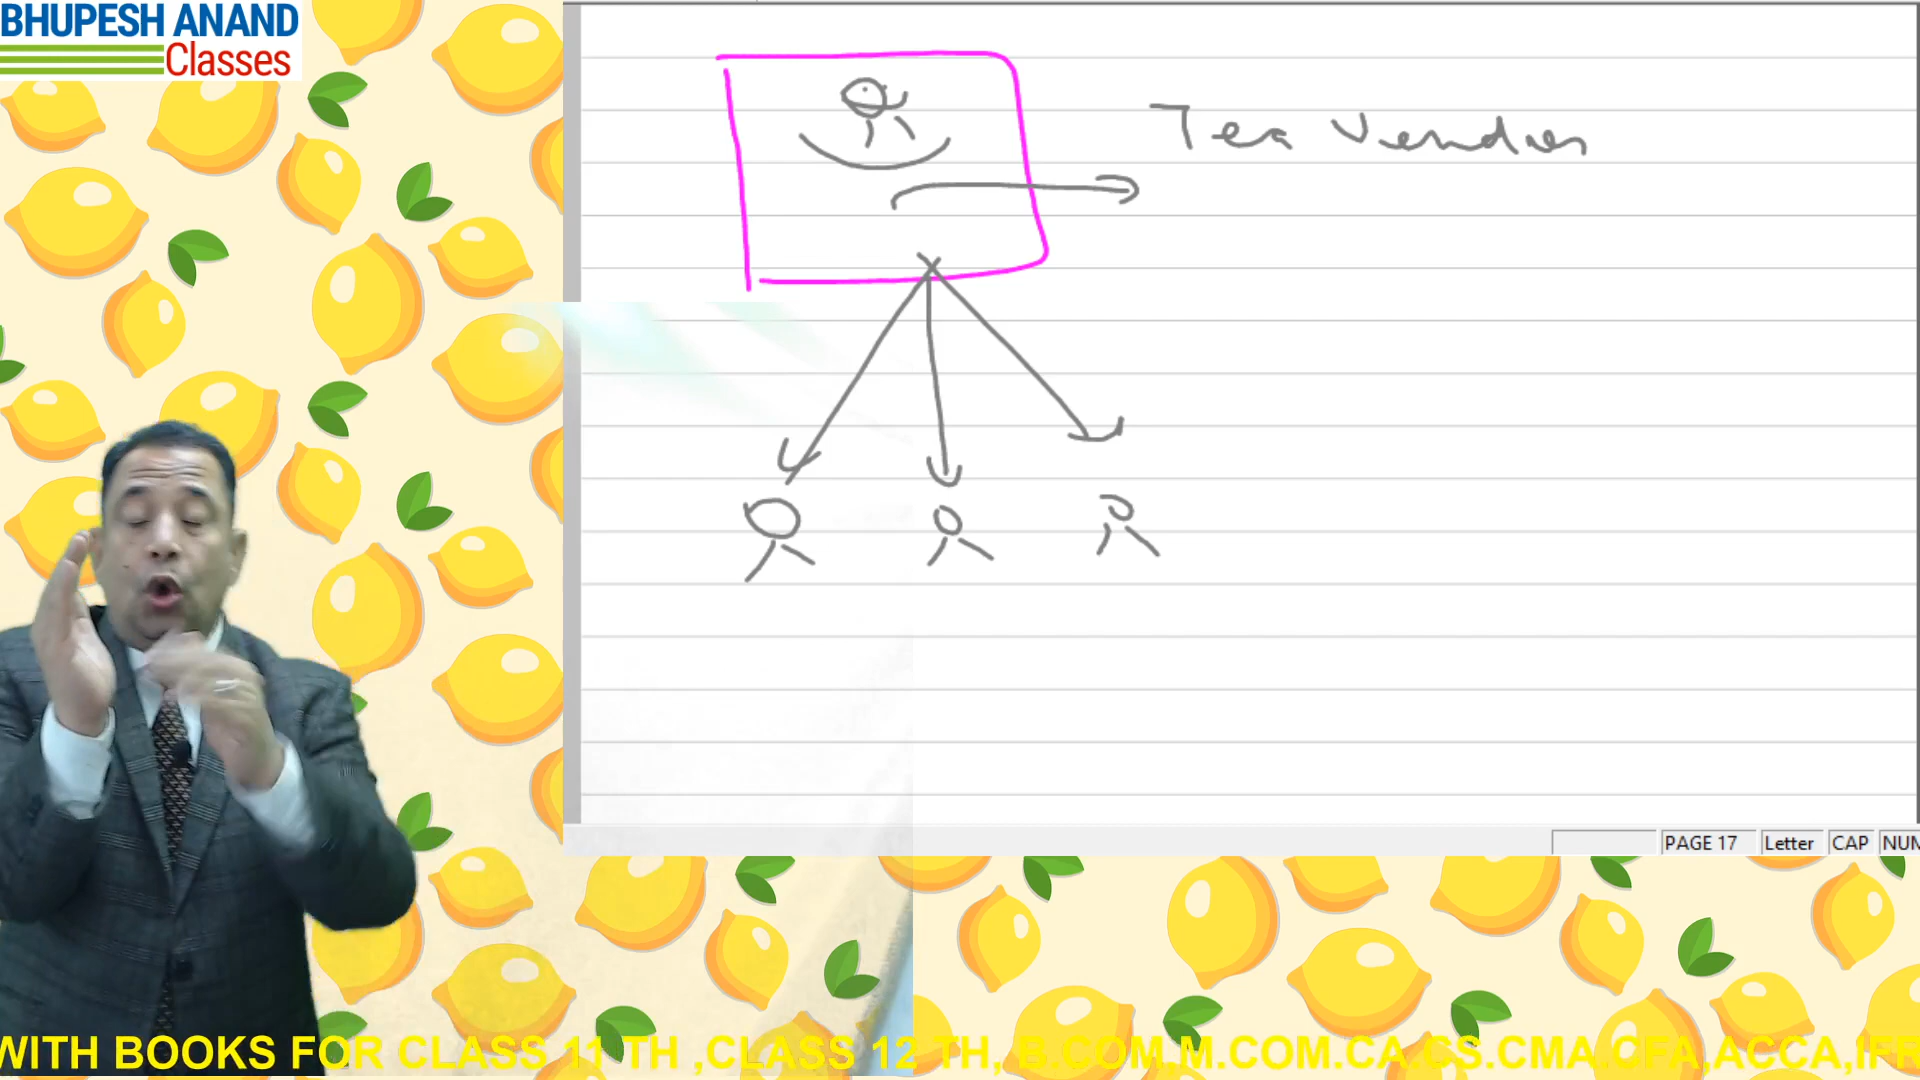 BHUPESH ANAND
Classes
Tea Vendor
PAGE 17 Letter CAP NUM
WITH BOOKS FOR CLASS 11 TH ,CLASS 12 TH, B.COM,M.COM.CA.CS.CMA.CFA,ACCA,IFR